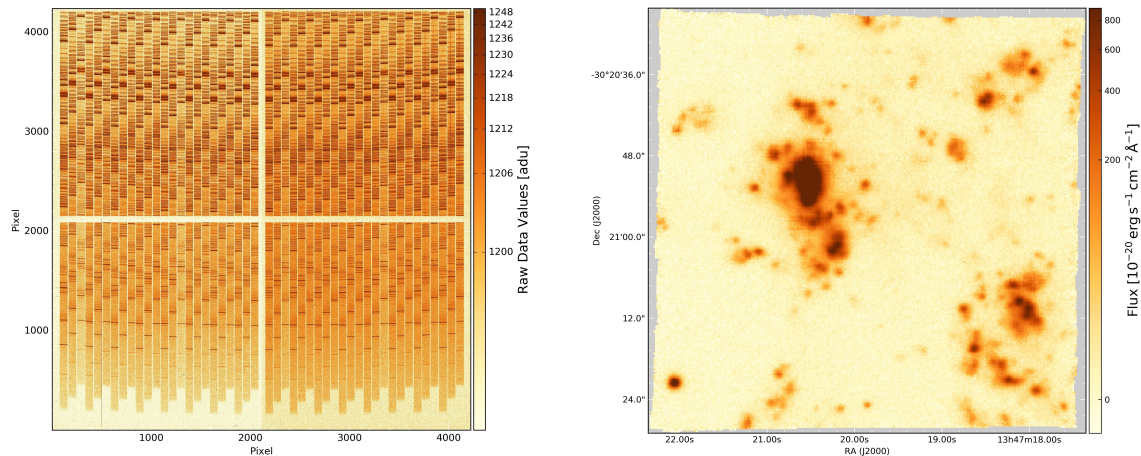 4000
3000
2000
1000
Pixel
1000
2000
3000
4000
Pixel
1248
1242
1236
1230
1224
1218
1212
1206
1200
Raw Data Values [adu]
-30°20'36.0"
48.0"
21'00.0"
12.0"
24.0"
Dec (J2000)
22.00s
21.00s
20.00s
19.00s
13h47m18.00s
RA (J2000)
800
600
400
200
0
Flux [10⁻²⁰ erg s⁻¹ cm⁻² Å⁻¹]